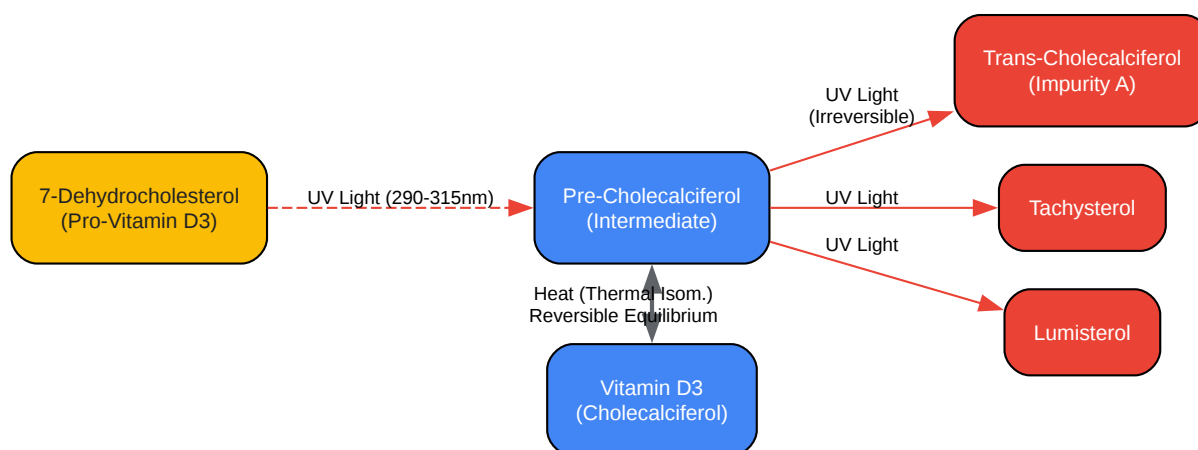 7-Dehydrocholesterol
(Pro-Vitamin D3)
UV Light (290-315nm)
Pre-Cholecalciferol
(Intermediate)
UV Light
(Irreversible)
Trans-Cholecalciferol
(Impurity A)
UV Light
Tachysterol
UV Light
Lumisterol
Heat (Thermal Isom.)
Reversible Equilibrium
Vitamin D3
(Cholecalciferol)